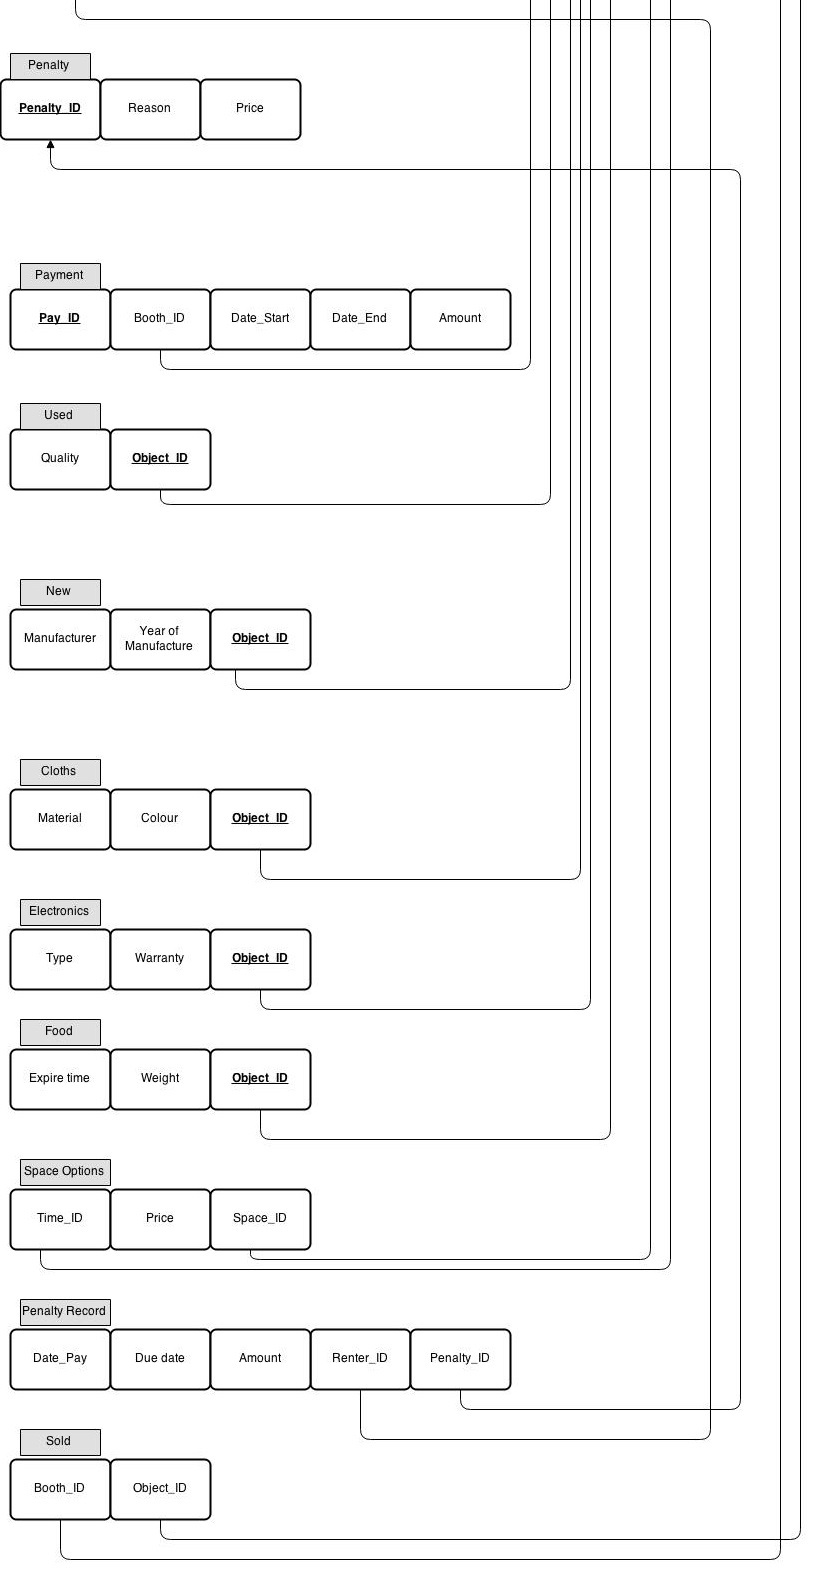 Penalty
Penalty_ID
Reason
Price
Payment
Pay_ID
Booth_ID
Date_Start
Date_End
Amount
Used
Quality
Object_ID
New
Manufacturer
Year of
Manufacture
Object_ID
Cloths
Material
Colour
Object_ID
Electronics
Type
Warranty
Object_ID
Food
Expire time
Weight
Object_ID
Space Options
Time_ID
Price
Space_ID
Penalty Record
Date_Pay
Due date
Amount
Renter_ID
Penalty_ID
Sold
Booth_ID
Object_ID